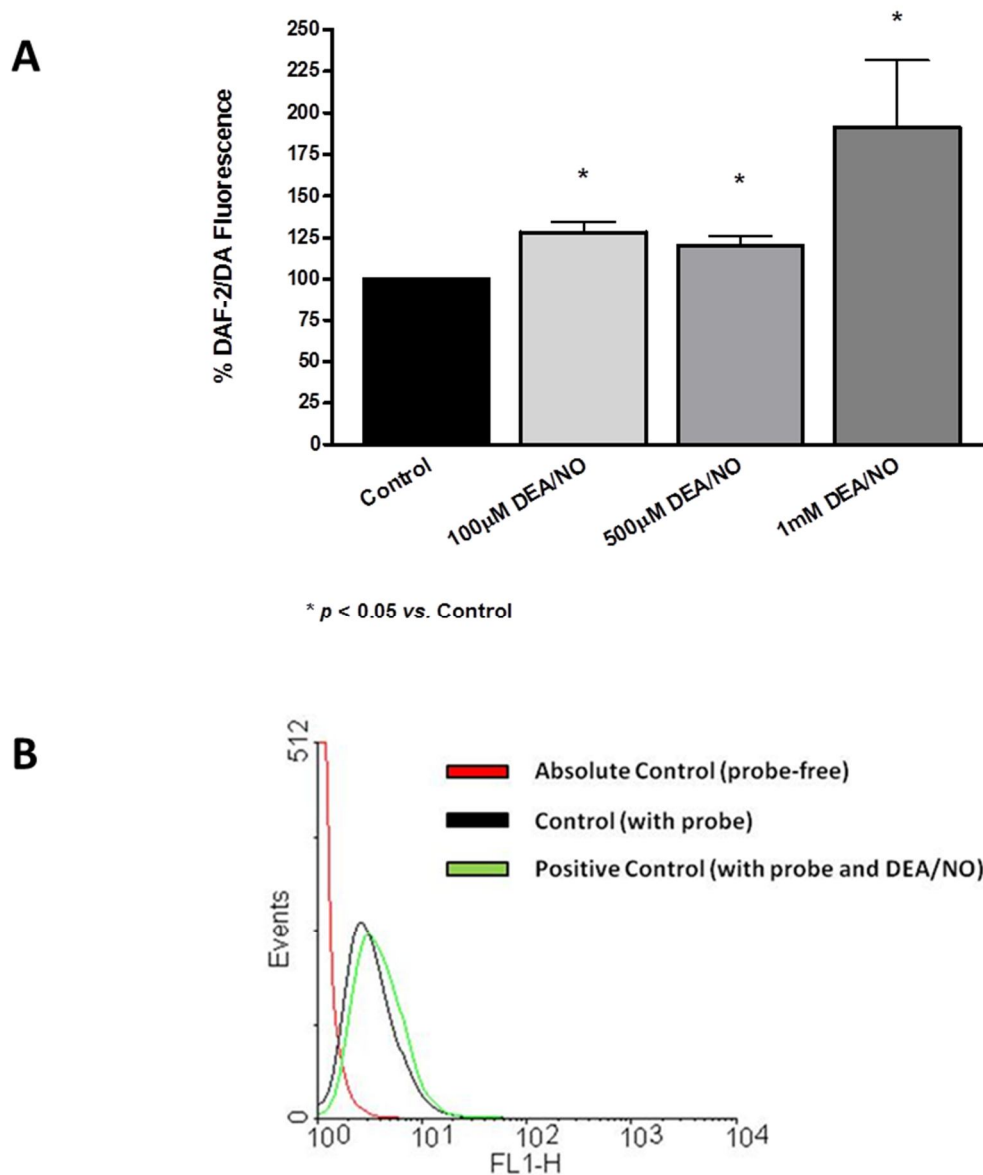 A
% DAF-2/DA Fluorescence
250
225
200
175
150
125
100
75
50
25
0
*
*
*
Control
100µM DEA/NO
500µM DEA/NO
1mM DEA/NO
* p < 0.05 vs. Control
B
Events
512
0
Absolute Control (probe-free)
Control (with probe)
Positive Control (with probe and DEA/NO)
10⁰
10¹
10²
10³
10⁴
FL1-H